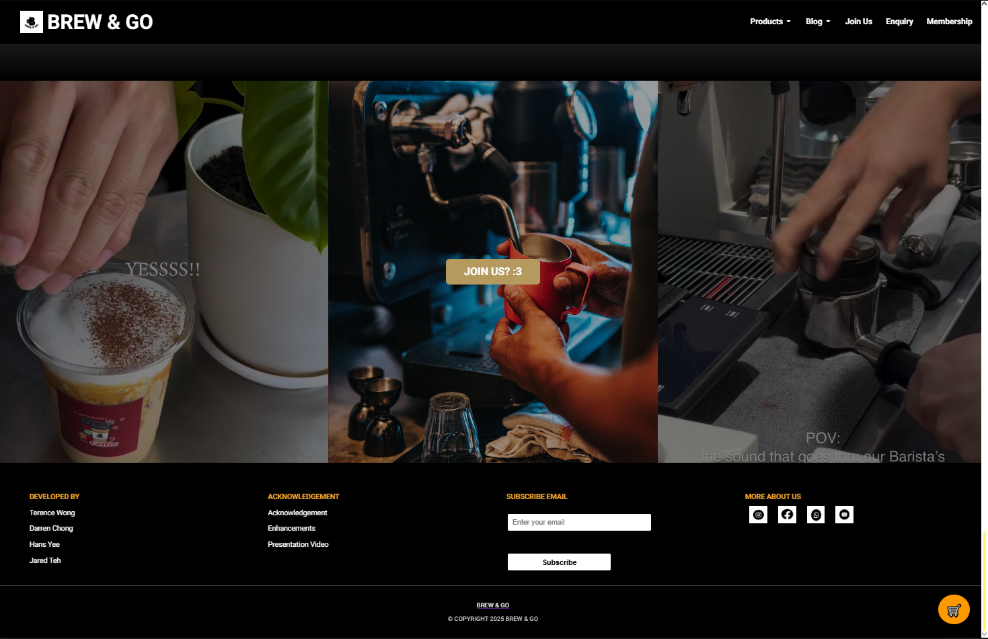 BREW & GO
Products
Blog
Join Us
Enquiry
Membership
YESSSS!!
JOIN US? :3
POV:
the sound that goes thru our Barista's
DEVELOPED BY
Terence Wong
Darren Chong
Hans Yee
Jared Teh
ACKNOWLEDGEMENT
Acknowledgement
Enhancements
Presentation Video
SUBSCRIBE EMAIL
Enter your email
Subscribe
MORE ABOUT US
BREW & GO
© COPYRIGHT 2025 BREW & GO